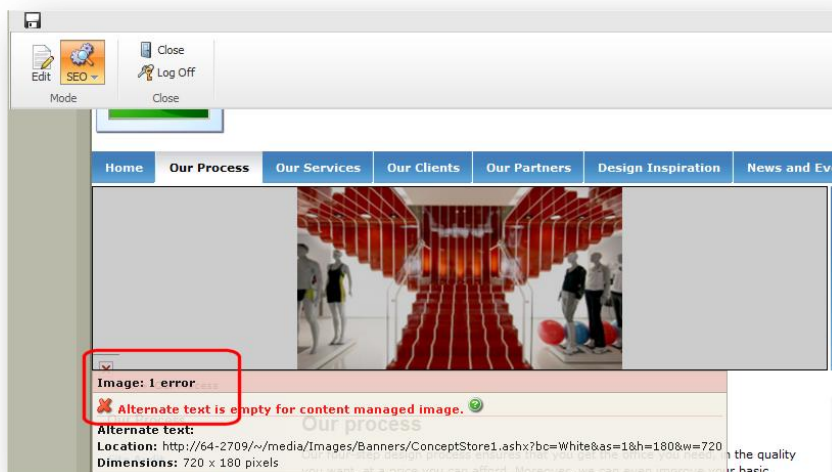 Edit SEO
Close
Log Off
Mode Close
Home Our Process Our Services Our Clients Our Partners Design Inspiration News and Ev
Image: 1 error
Alternate text is empty for content managed image.
Our process
Alternate text:
Location: http://64-2709/~/media/Images/Banners/ConceptStore1.ashx?bc=White&as=1&h=180&w=720
the quality
Dimensions: 720 x 180 pixels
basic